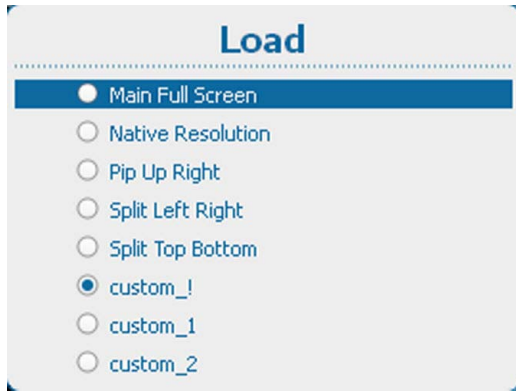 Load
Main Full Screen
Native Resolution
Pip Up Right
Split Left Right
Split Top Bottom
custom_!
custom_1
custom_2